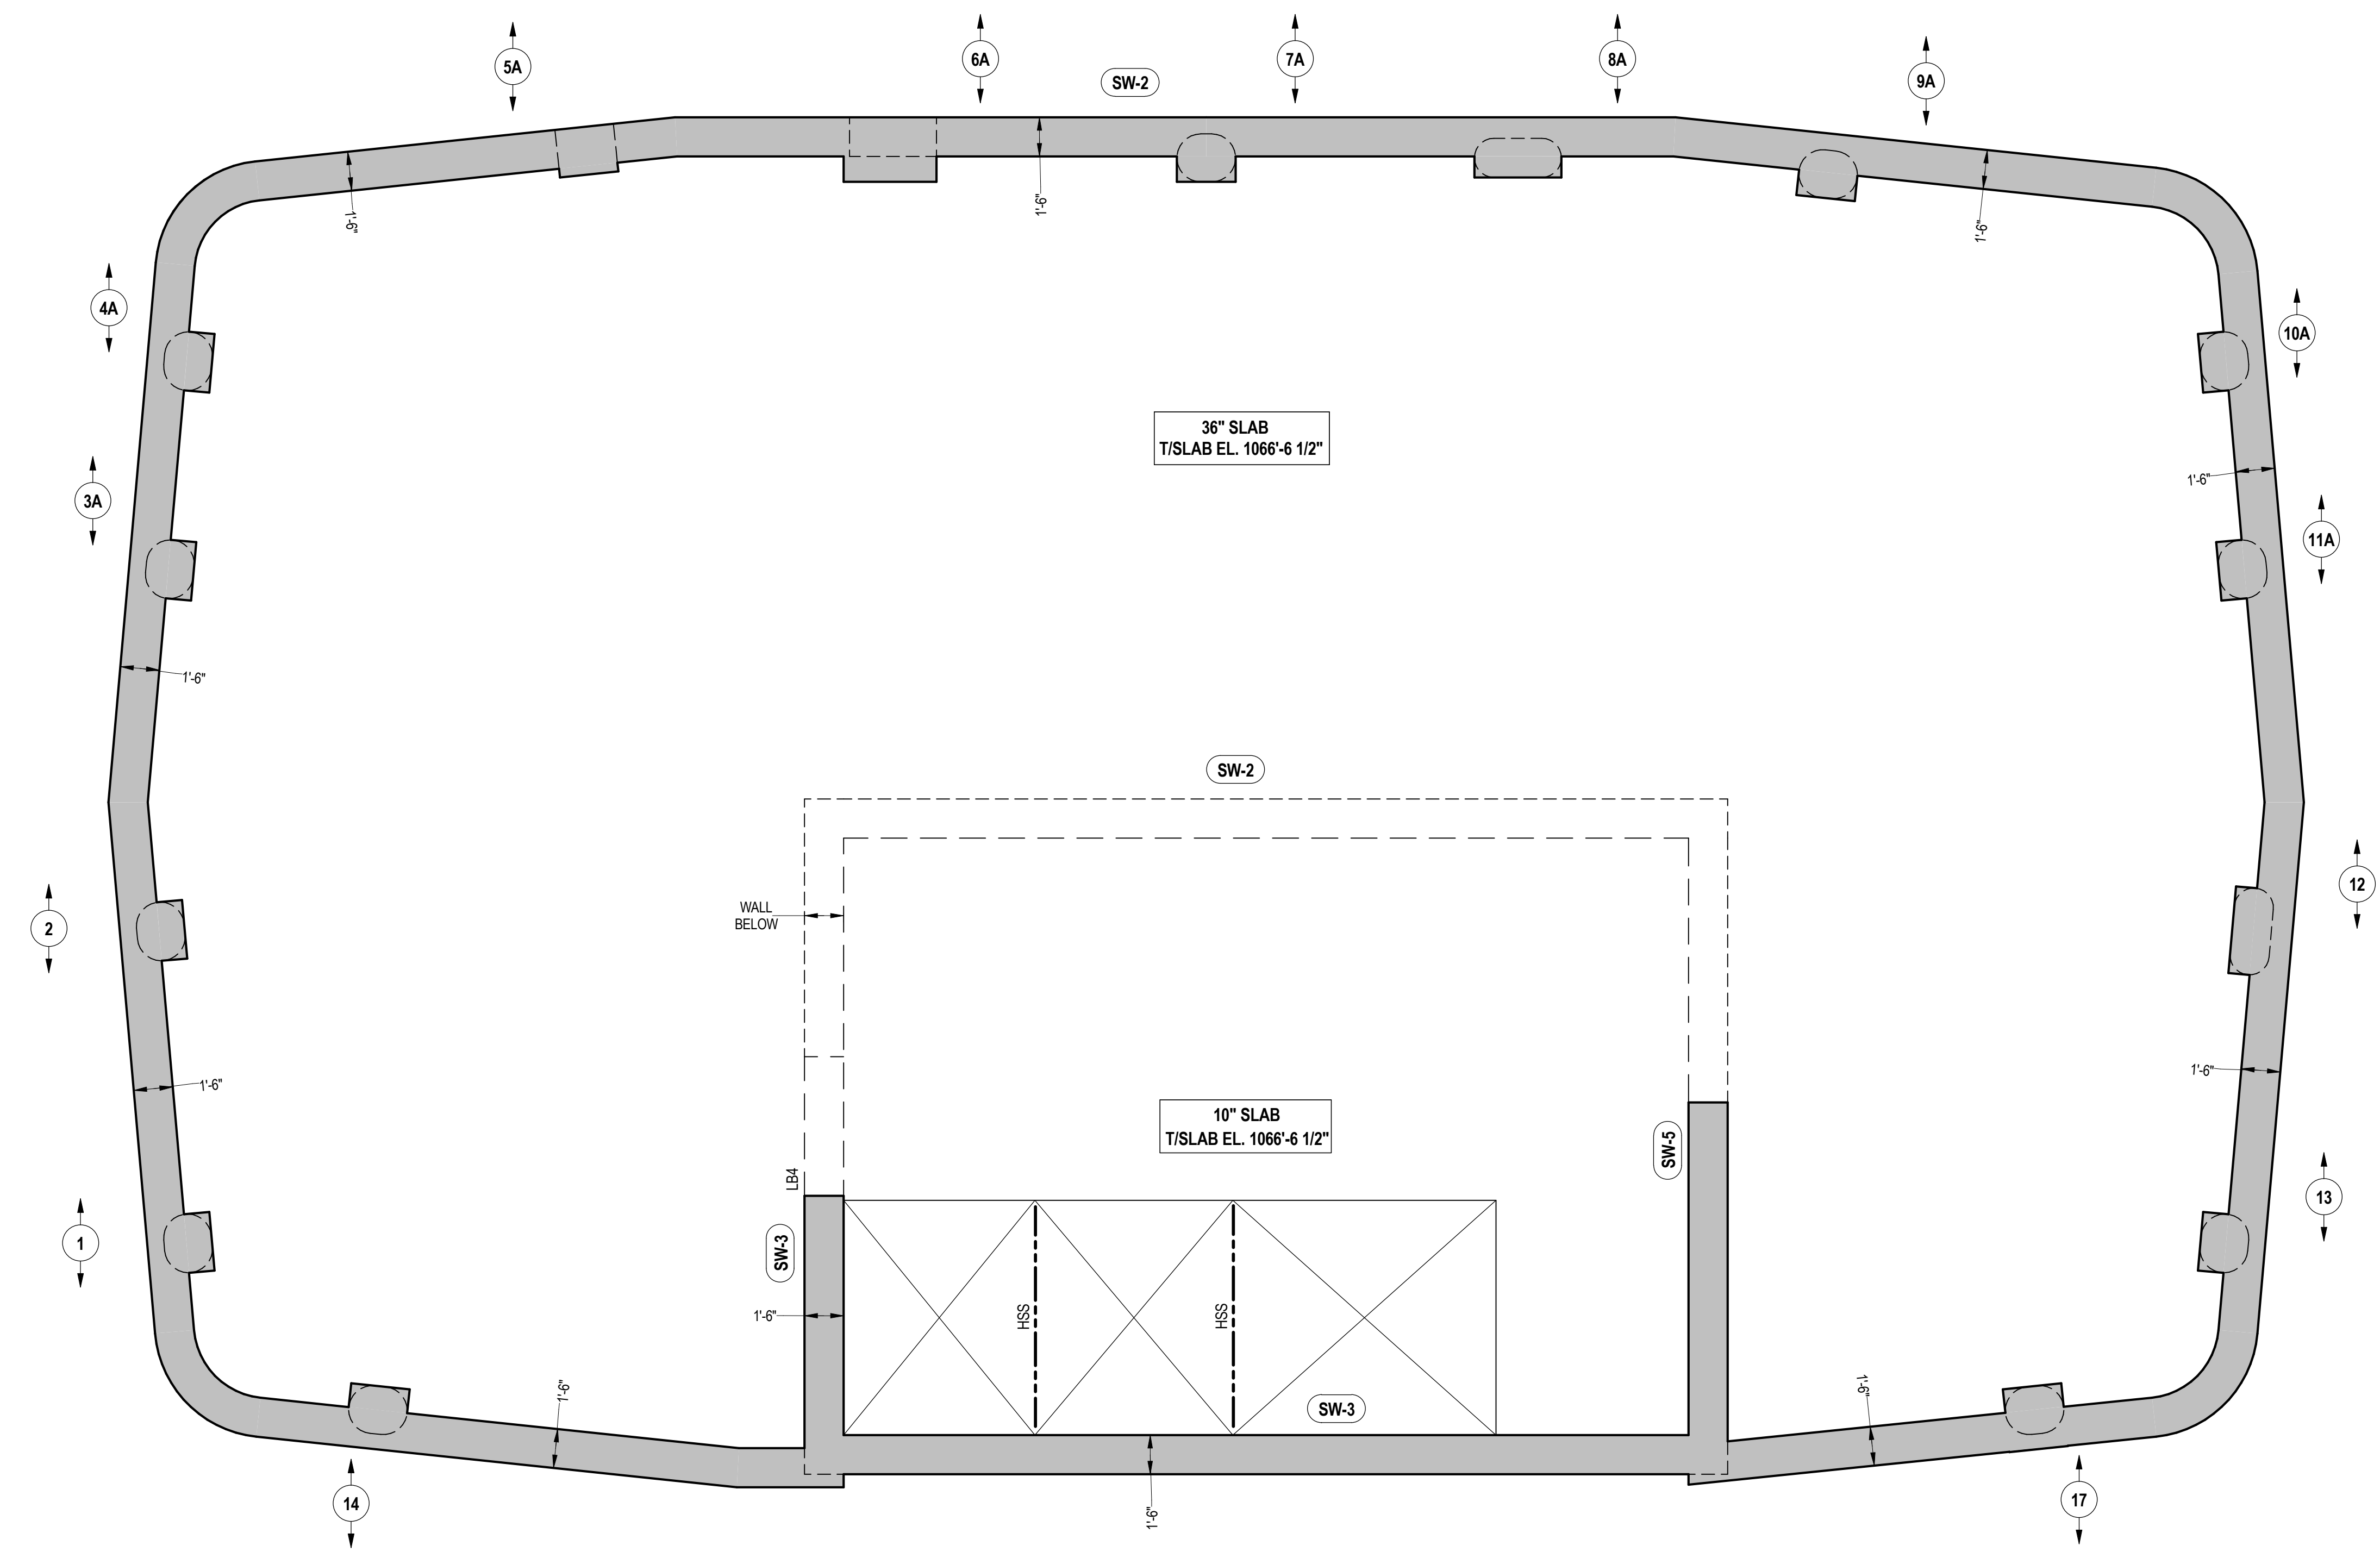 5A
6A
SW-2
7A
8A
9A
1'-6"
1'-6"
1'-6"
4A
10A
36" SLAB
T/SLAB EL. 1066'-6 1/2"
3A
1'-6"
11A
1'-6"
SW-2
2
WALL
BELOW
12
1'-6"
1'-6"
10" SLAB
T/SLAB EL. 1066'-6 1/2"
SW-5
LB4
13
1
SW-3
1'-6"
HSS
HSS
SW-3
1'-6"
1'-6"
14
1'-6"
17